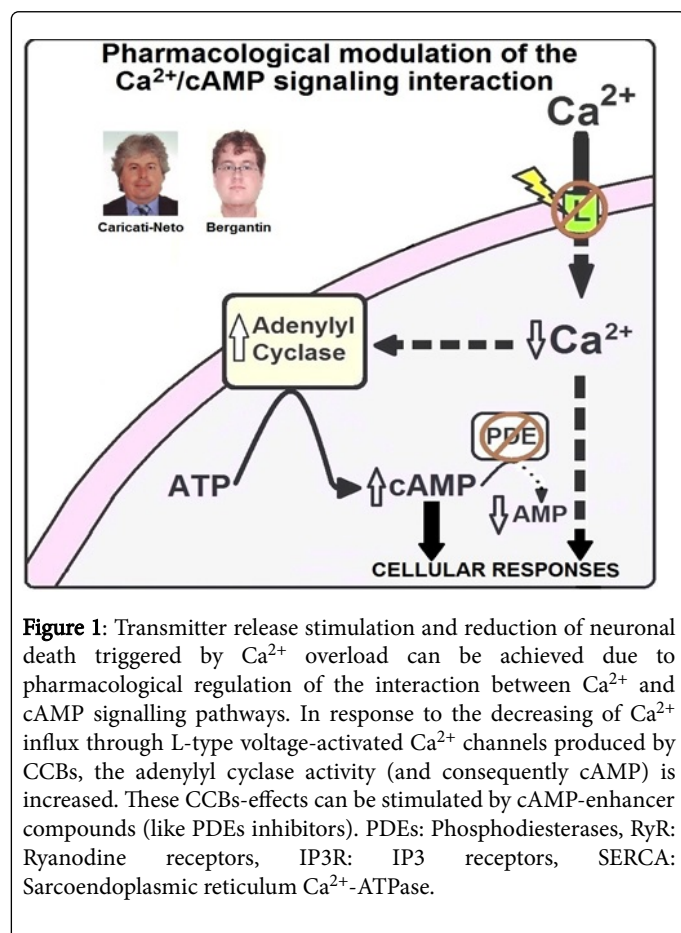 Pharmacological modulation of the
Ca²⁺/cAMP signaling interaction
Ca²⁺
L
Caricati-Neto Bergantin
Adenylyl
Cyclase
Ca²⁺
PDE
ATP
cAMP
AMP
CELLULAR RESPONSES
Figure 1: Transmitter release stimulation and reduction of neuronal
death triggered by Ca²⁺ overload can be achieved due to
pharmacological regulation of the interaction between Ca²⁺ and
cAMP signalling pathways. In response to the decreasing of Ca²⁺
influx through L-type voltage-activated Ca²⁺ channels produced by
CCBs, the adenylyl cyclase activity (and consequently cAMP) is
increased. These CCBs-effects can be stimulated by cAMP-enhancer
compounds (like PDEs inhibitors). PDEs: Phosphodiesterases, RyR:
Ryanodine receptors, IP3R: IP3 receptors, SERCA:
Sarcoendoplasmic reticulum Ca²⁺-ATPase.